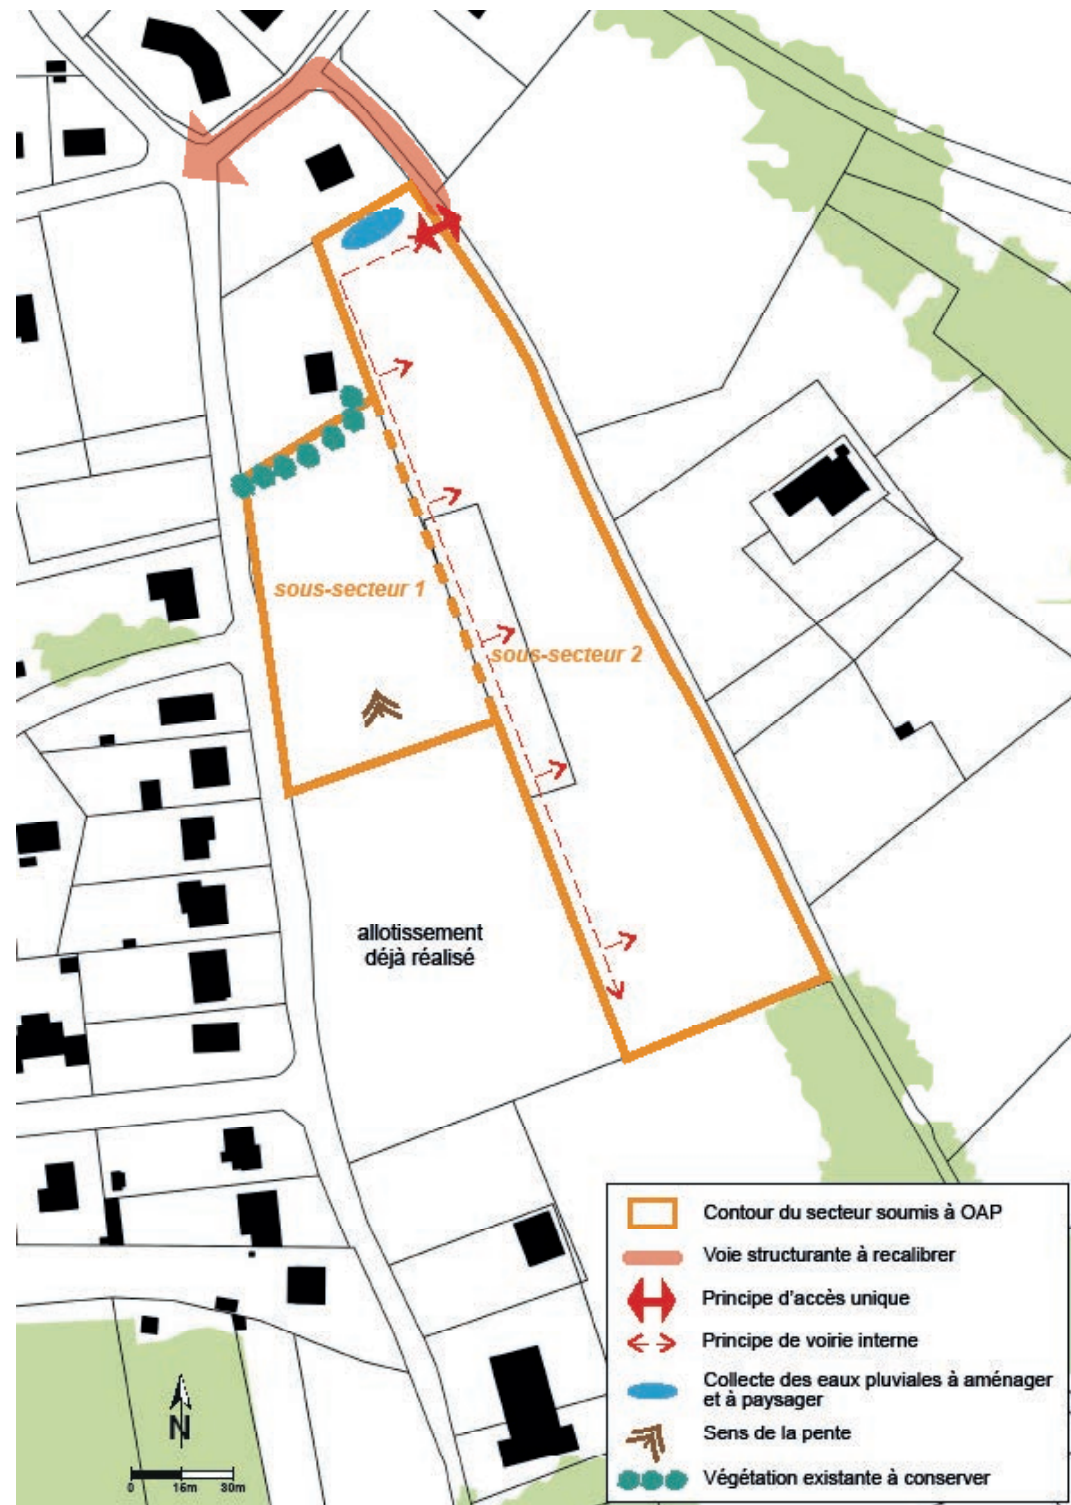 sous-secteur 1
sous-secteur 2
allotissement
déjà réalisé
Contour du secteur soumis à OAP
Voie structurante à recalibrer
Principe d'accès unique
Principe de voirie interne
Collecte des eaux pluviales à aménager
et à paysager
Sens de la pente
Végétation existante à conserver
N
0 15m 30m